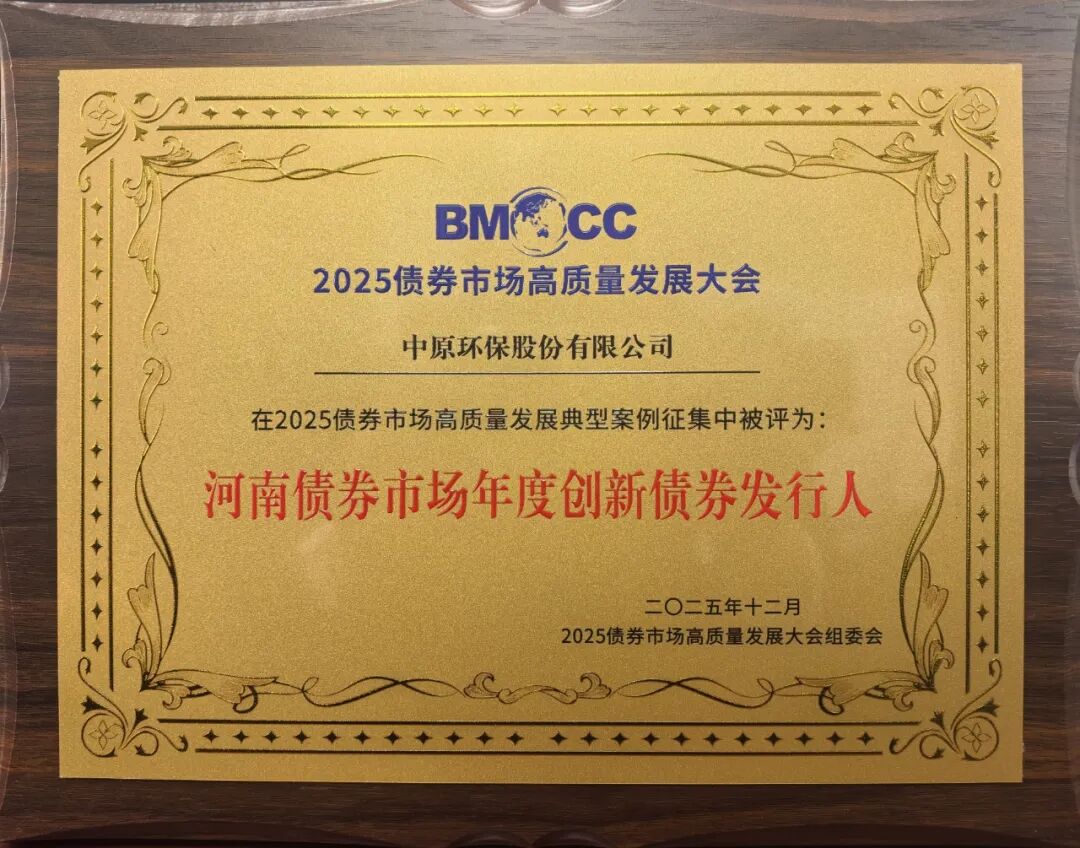 BMCC
2025债券市场高质量发展大会
中原环保股份有限公司
在2025债券市场高质量发展典型案例征集中被评为：
河南债券市场年度创新债券发行人
二〇二五年十二月
2025债券市场高质量发展大会组委会